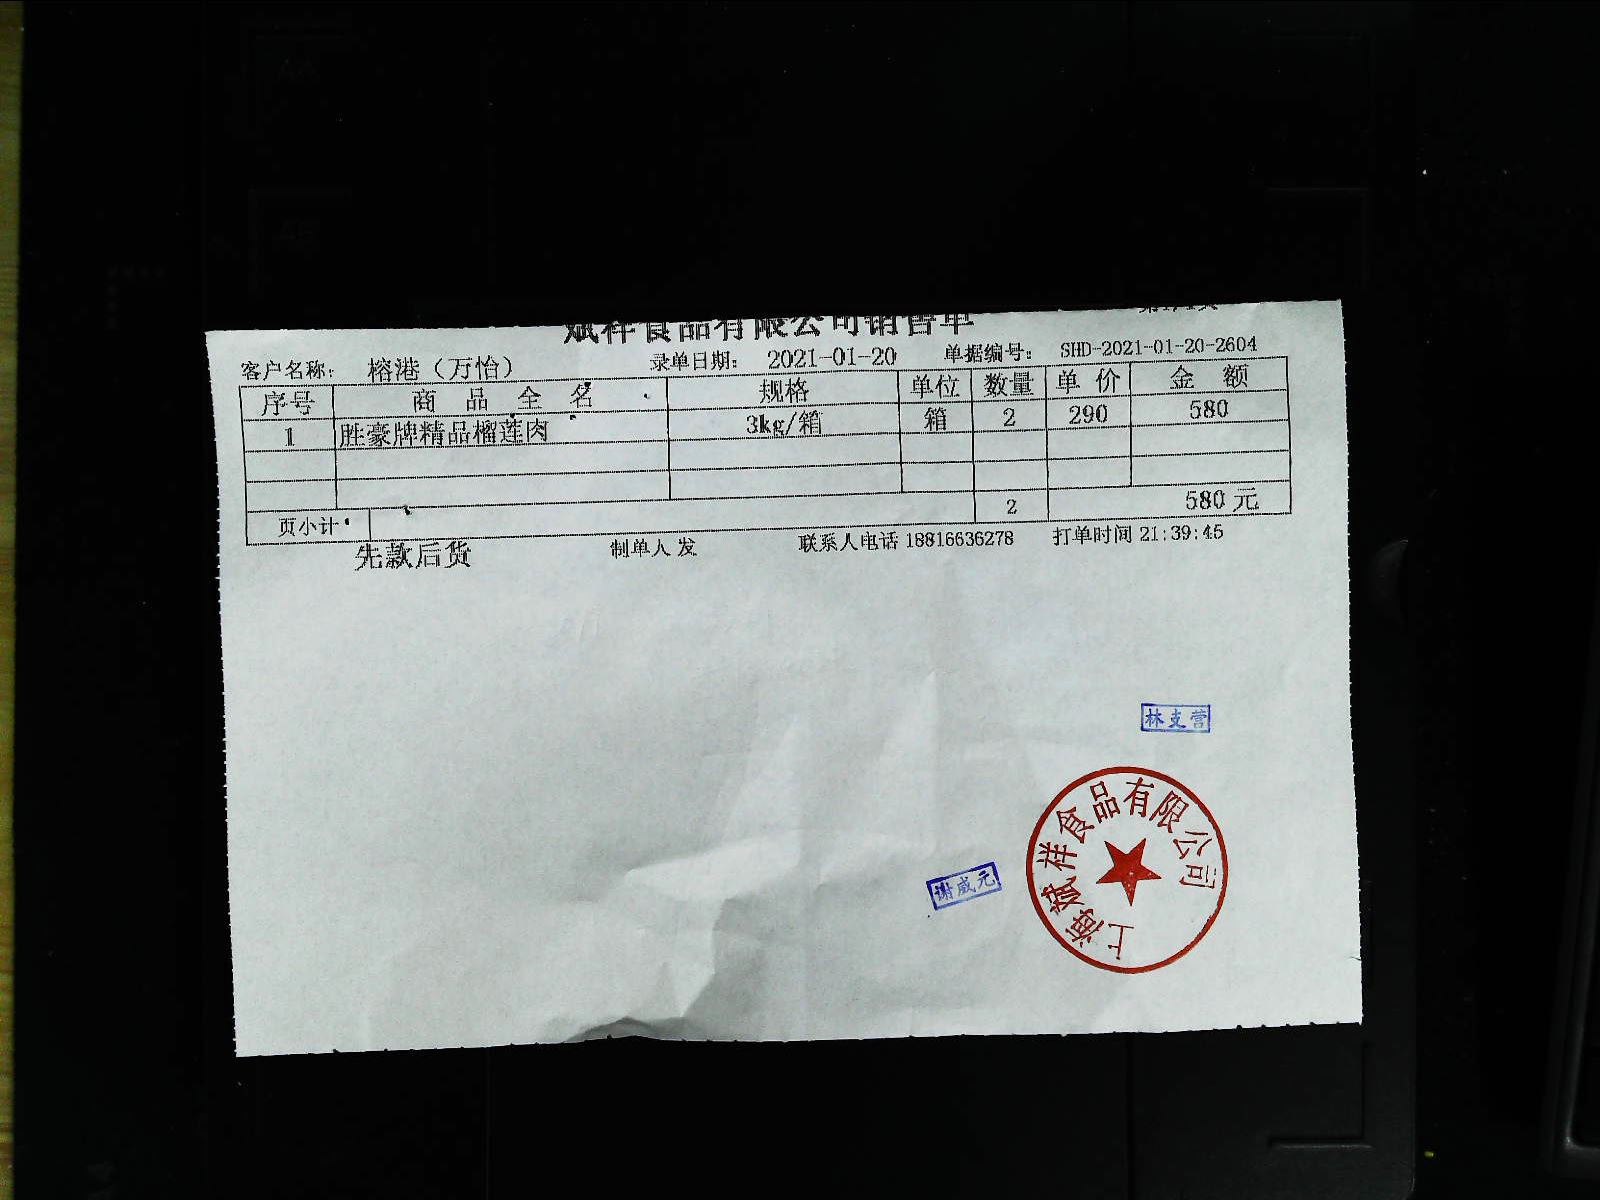 斌祥食品有限公司销售单
客户名称: 榕港（万怡） 录单日期: 2021-01-20 单据编号: SHD-2021-01-20-2604
序号 商品全名 规格 单位 数量 单价 金额
1 胜豪牌精品榴莲肉 3kg/箱 箱 2 290 580
页小计 2 580元
先款后货 制单人 发 联系人电话 18816636278 打单时间 21:39:45
林支营
上海斌祥食品有限公司
谢威元